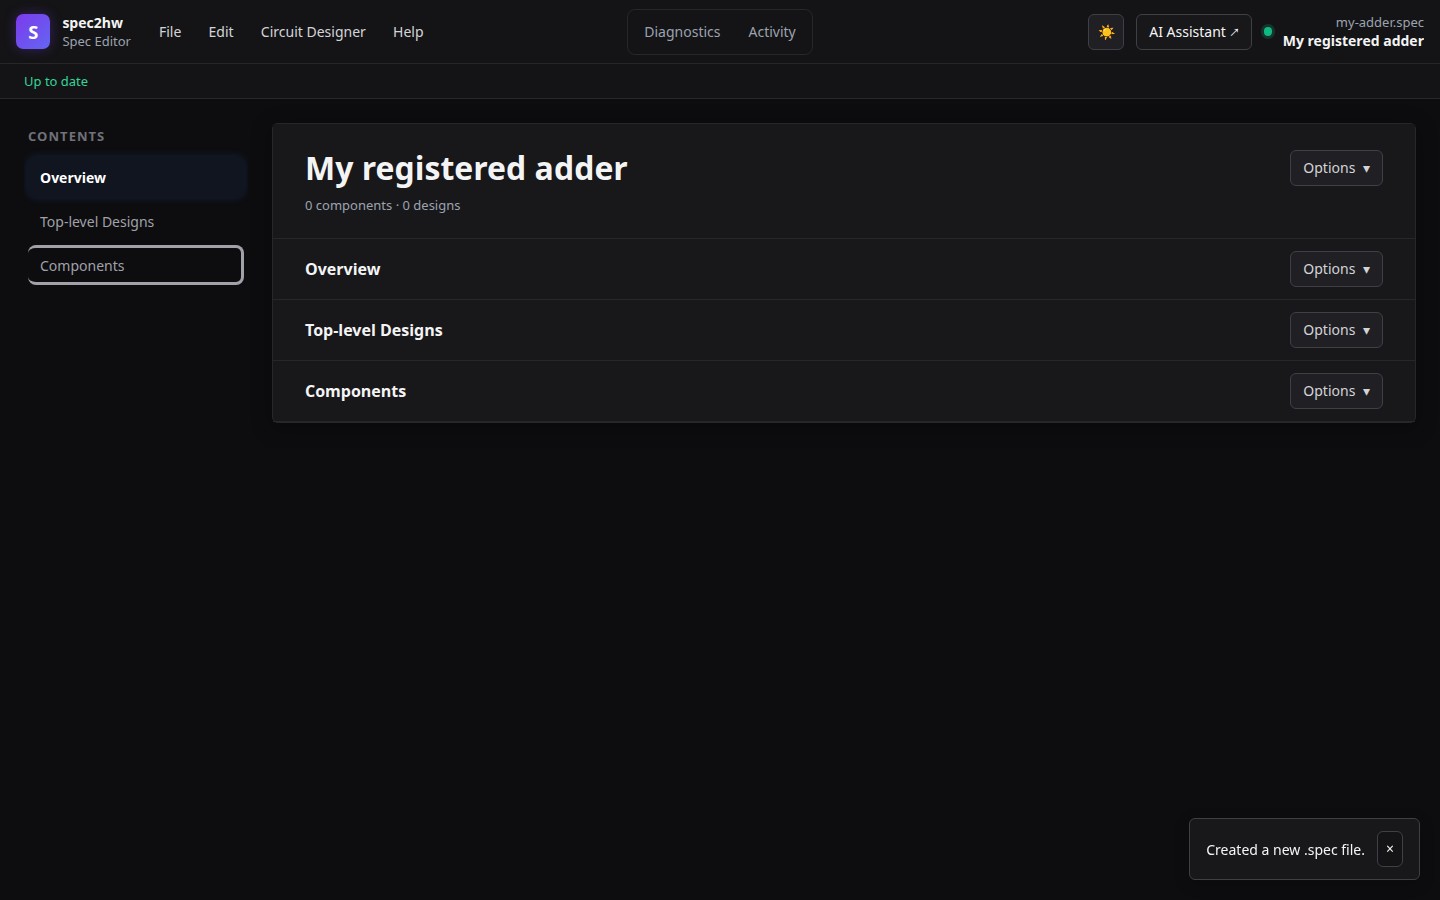 S
spec2hw
Spec Editor
File
Edit
Circuit Designer
Help
Diagnostics
Activity
AI Assistant ↗
my-adder.spec
My registered adder
Up to date
CONTENTS
Overview
Top-level Designs
Components
My registered adder
Options ▾
0 components · 0 designs
Overview
Options ▾
Top-level Designs
Options ▾
Components
Options ▾
Created a new .spec file.
×